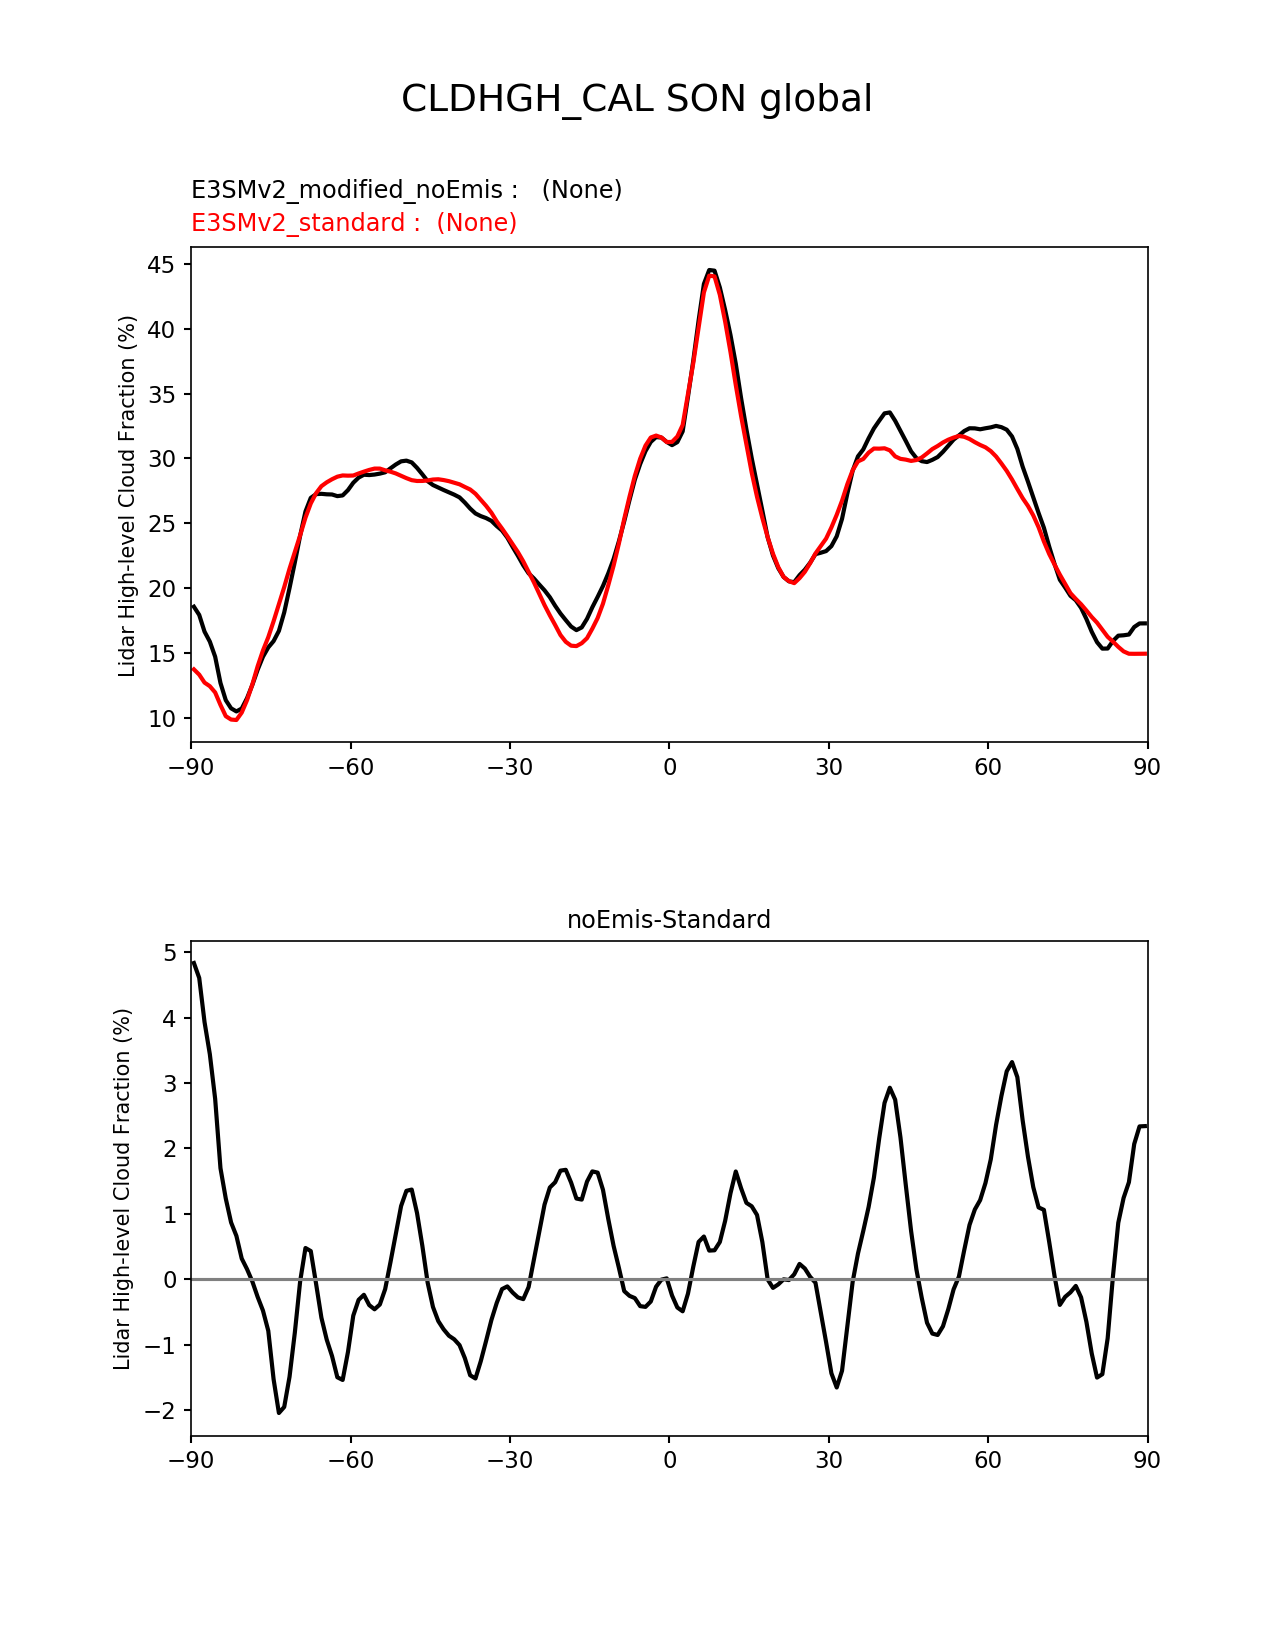 CLDHGH_CAL SON global
E3SMv2_modified_noEmis :   (None)
E3SMv2_standard :  (None)
Lidar High-level Cloud Fraction (%)
45
40
35
30
25
20
15
10
−90 −60 −30 0 30 60 90
noEmis-Standard
Lidar High-level Cloud Fraction (%)
5
4
3
2
1
0
−1
−2
−90 −60 −30 0 30 60 90